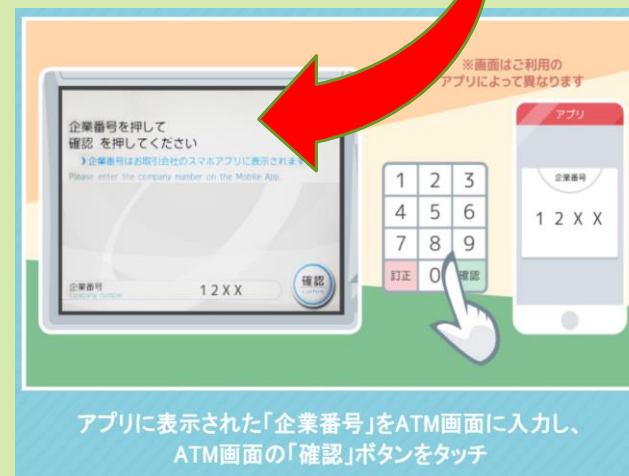 ※画面はご利用の
アプリによって異なります
企業番号を押して
確認 を押してください
企業番号はお取引会社のスマホアプリに表示されます
Please enter the company number on the Mobile App.
企業番号
Company number
12XX
確認
1 2 3
4 5 6
7 8 9
訂正 0 確認
アプリ
企業番号
1 2 X X
アプリに表示された「企業番号」をATM画面に入力し、
ATM画面の「確認」ボタンをタッチ